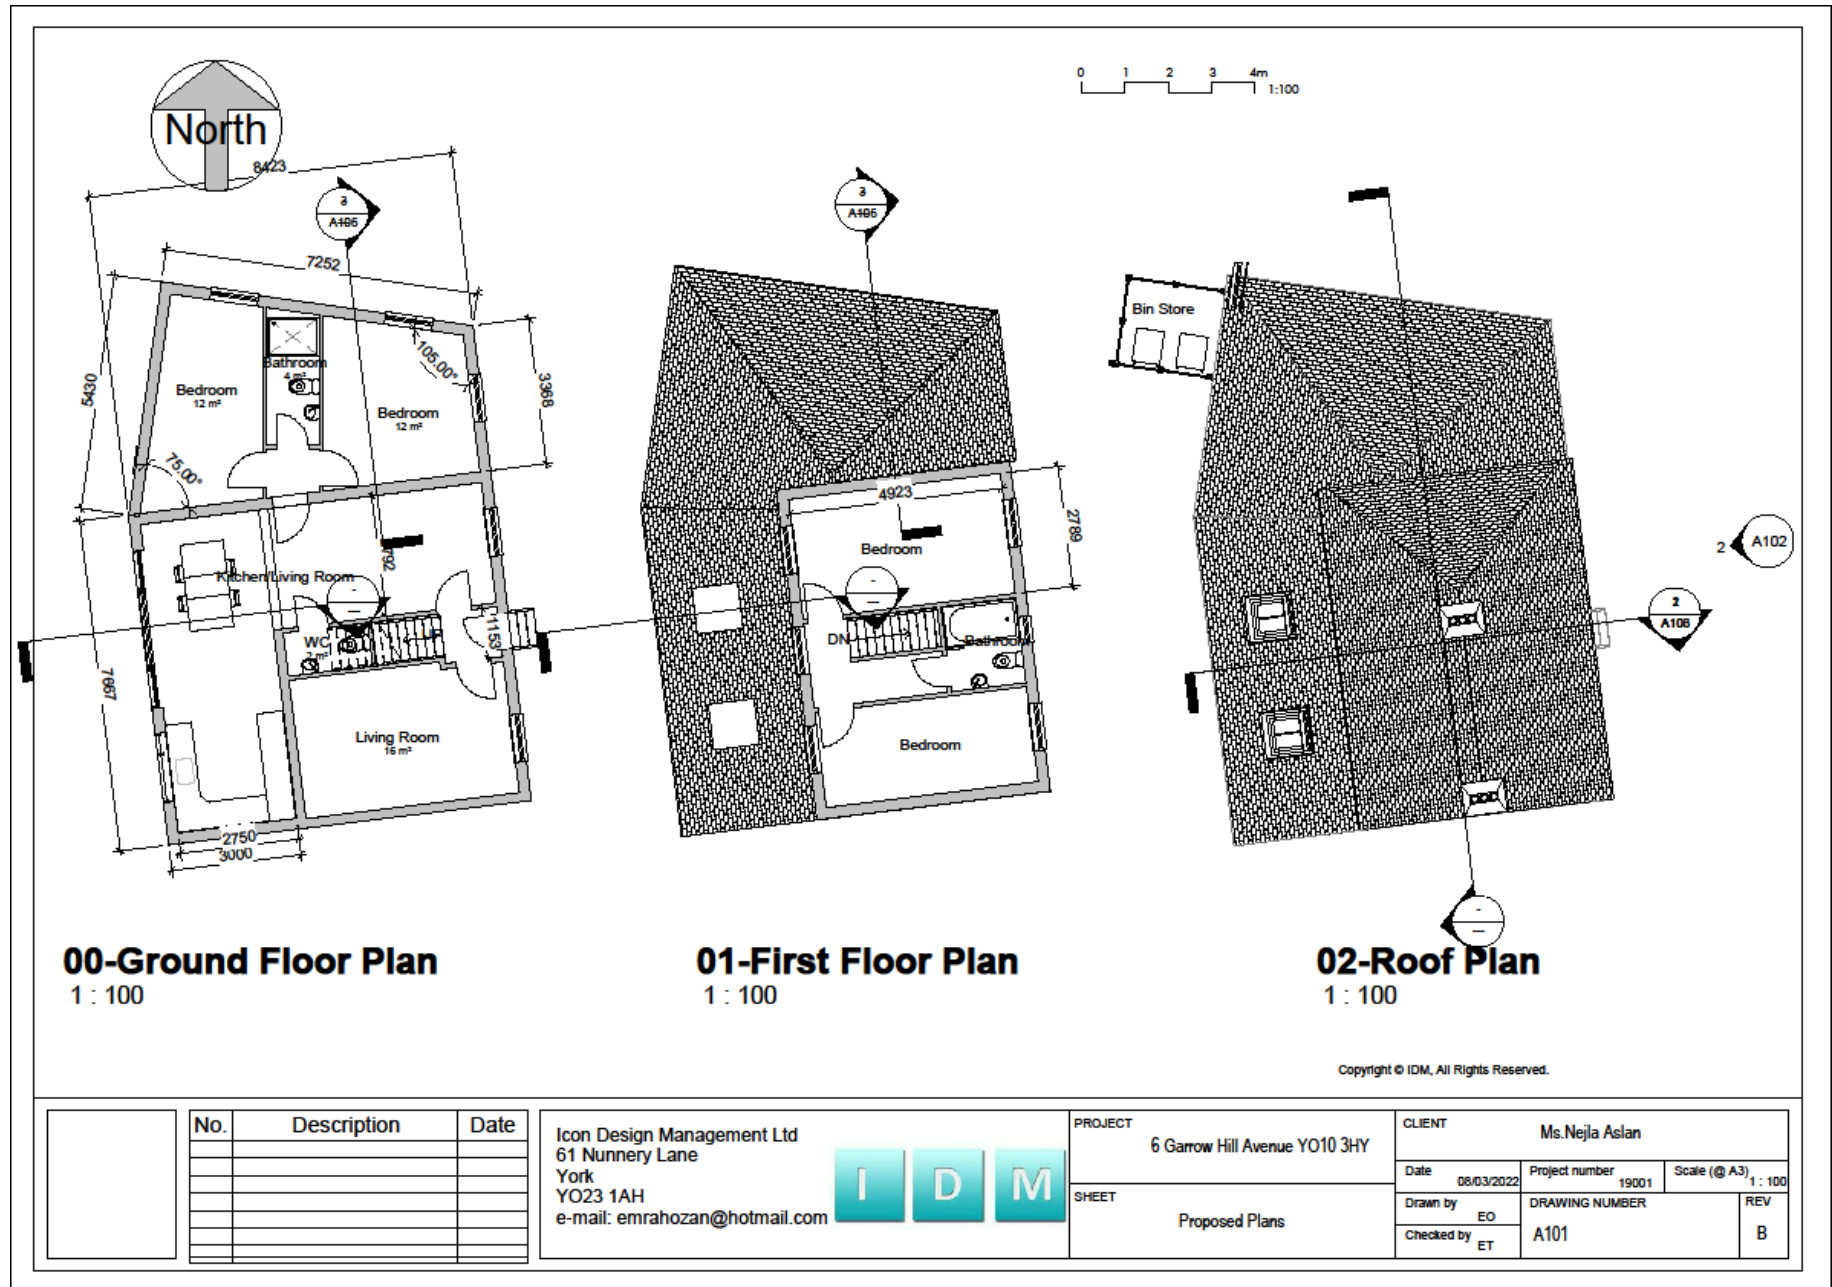 0 1 2 3 4m
1:100
North
8423
3
A105
7252
5430
105.00°
3368
Bathroom
4 m²
Bedroom
12 m²
Bedroom
12 m²
75.00°
Kitchen/Living Room
WC
2 m²
UP
1153
7667
Living Room
16 m²
2750
3000
3
A105
4923
2789
Bedroom
DN
Bathroom
Bedroom
Bin Store
2
A102
2
A106
00-Ground Floor Plan
1 : 100
01-First Floor Plan
1 : 100
02-Roof Plan
1 : 100
Copyright © IDM, All Rights Reserved.
No. Description Date
Icon Design Management Ltd
61 Nunnery Lane
York
YO23 1AH
e-mail: emrahozan@hotmail.com
I D M
PROJECT
6 Garrow Hill Avenue YO10 3HY
SHEET
Proposed Plans
CLIENT
Ms.Nejla Aslan
Date 08/03/2022
Project number 19001
Scale (@ A3) 1 : 100
Drawn by EO
Checked by ET
DRAWING NUMBER
A101
REV
B